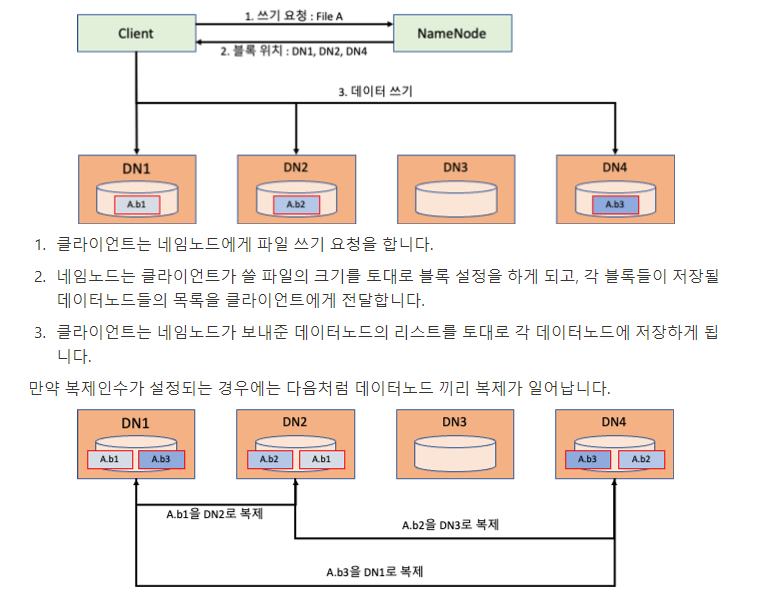 1. 쓰기 요청 : File A
Client
NameNode
2. 블록 위치 : DN1, DN2, DN4
3. 데이터 쓰기
DN1
DN2
DN3
DN4
A.b1
A.b2
A.b3
1. 클라이언트는 네임노드에게 파일 쓰기 요청을 합니다.
2. 네임노드는 클라이언트가 쓸 파일의 크기를 토대로 블록 설정을 하게 되고, 각 블록들이 저장될
데이터노드들의 목록을 클라이언트에게 전달합니다.
3. 클라이언트는 네임노드가 보내준 데이터노드의 리스트를 토대로 각 데이터노드에 저장하게 됩
니다.
만약 복제인수가 설정되는 경우에는 다음처럼 데이터노드 끼리 복제가 일어납니다.
DN1
DN2
DN3
DN4
A.b1
A.b3
A.b2
A.b1
A.b3
A.b2
A.b1을 DN2로 복제
A.b2을 DN3로 복제
A.b3을 DN1로 복제